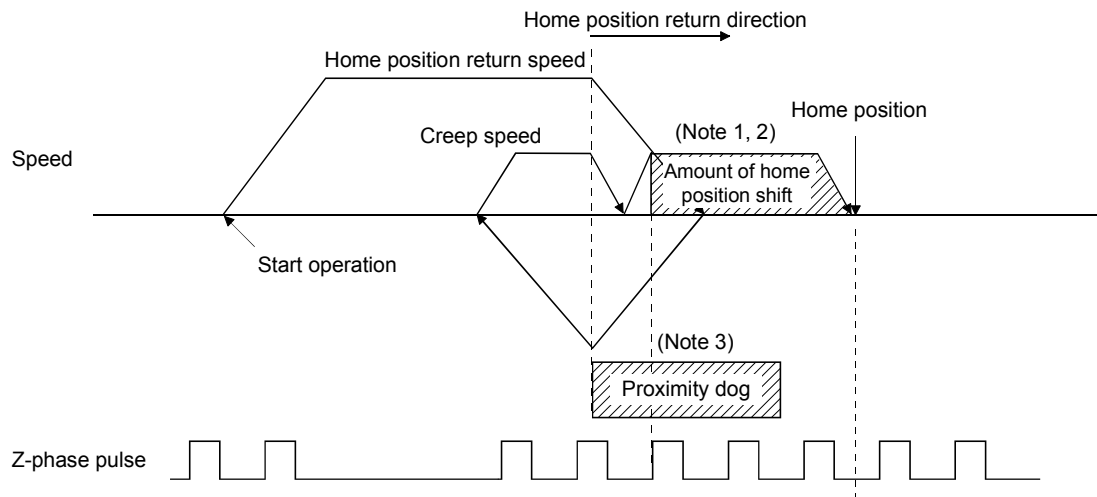 Home position return direction
Home position return speed
Home position
Creep speed
(Note 1, 2)
Speed
Amount of home
position shift
Start operation
(Note 3)
Proximity dog
Z-phase pulse